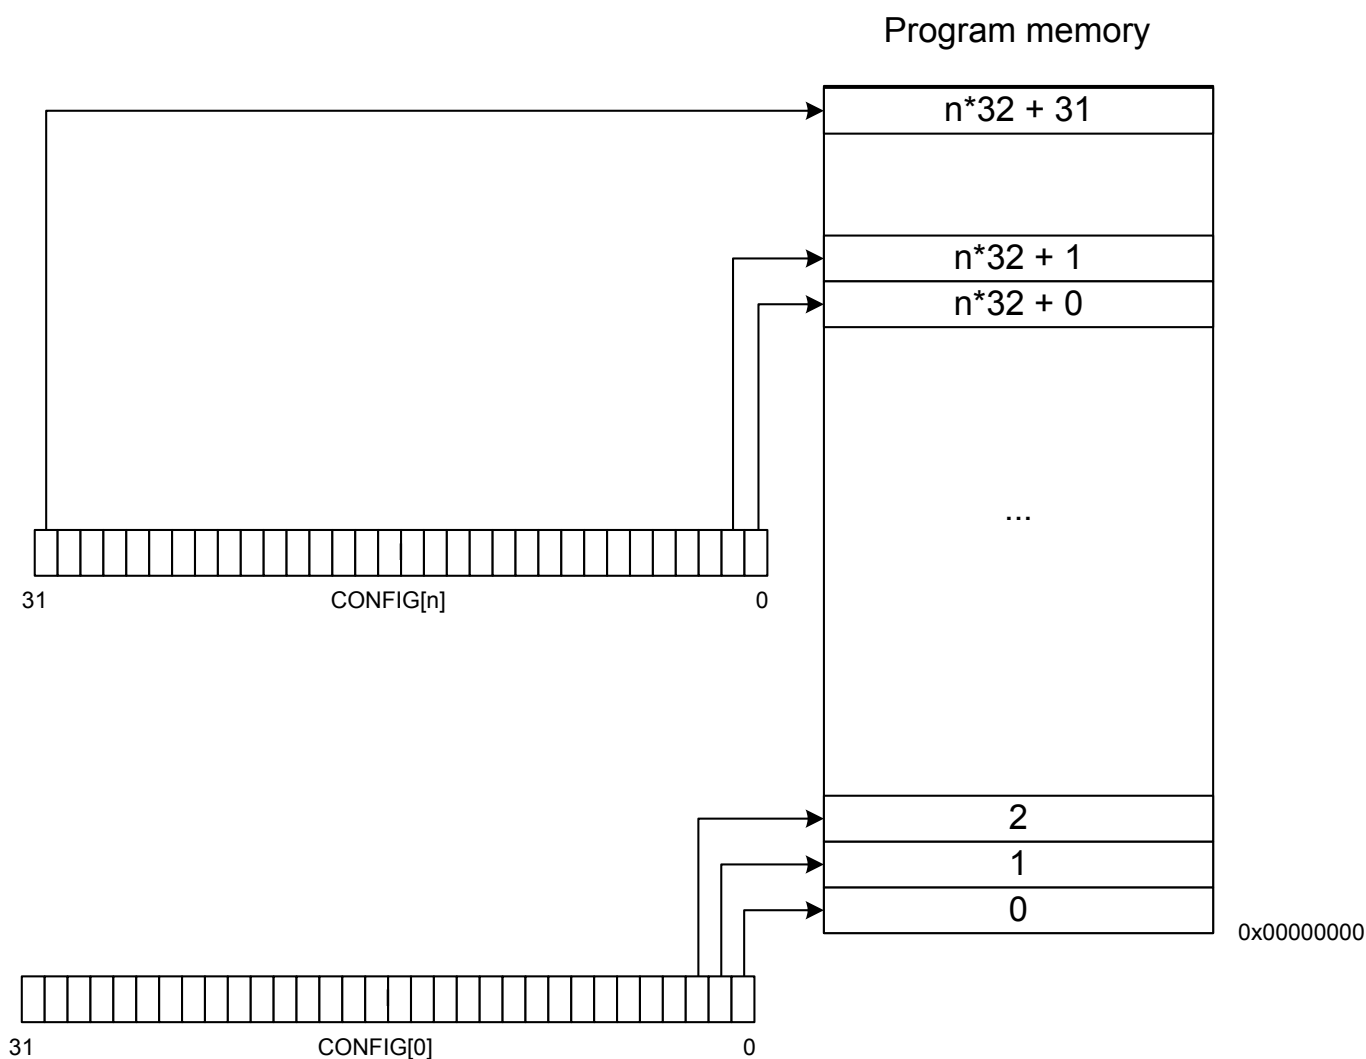 Program memory
n*32 + 31
n*32 + 1
n*32 + 0
...
31 CONFIG[n] 0
2
1
0
0x00000000
31 CONFIG[0] 0